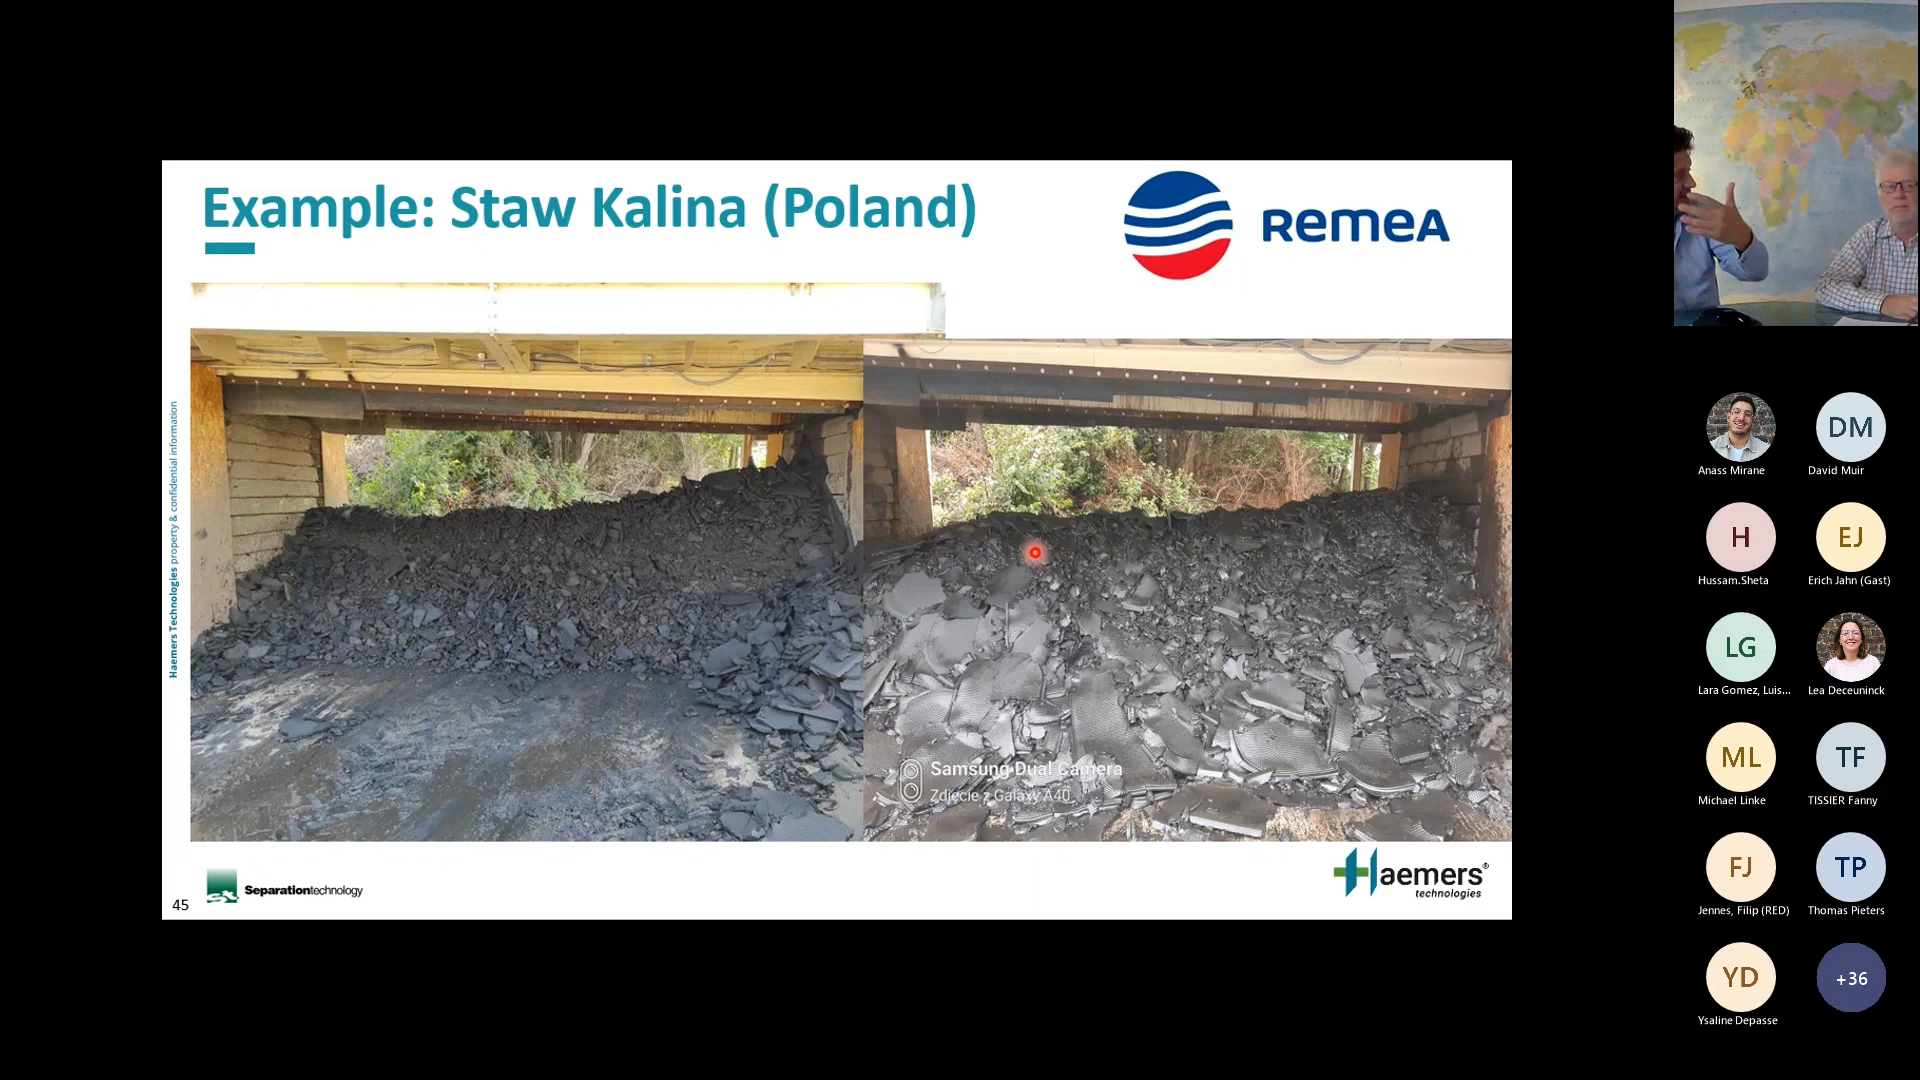 Example: Staw Kalina (Poland)
RemeA
Haemers Technologies property & confidential information
Samsung Dual Camera
Zdjęcie z Galaxy A40
45
Separationtechnology
Haemers®
technologies
Anass Mirane
DM
David Muir
H
Hussam.Sheta
EJ
Erich Jahn (Gast)
LG
Lara Gomez, Luis...
Lea Deceuninck
ML
Michael Linke
TF
TISSIER Fanny
FJ
Jennes, Filip (RED)
TP
Thomas Pieters
YD
Ysaline Depasse
+36